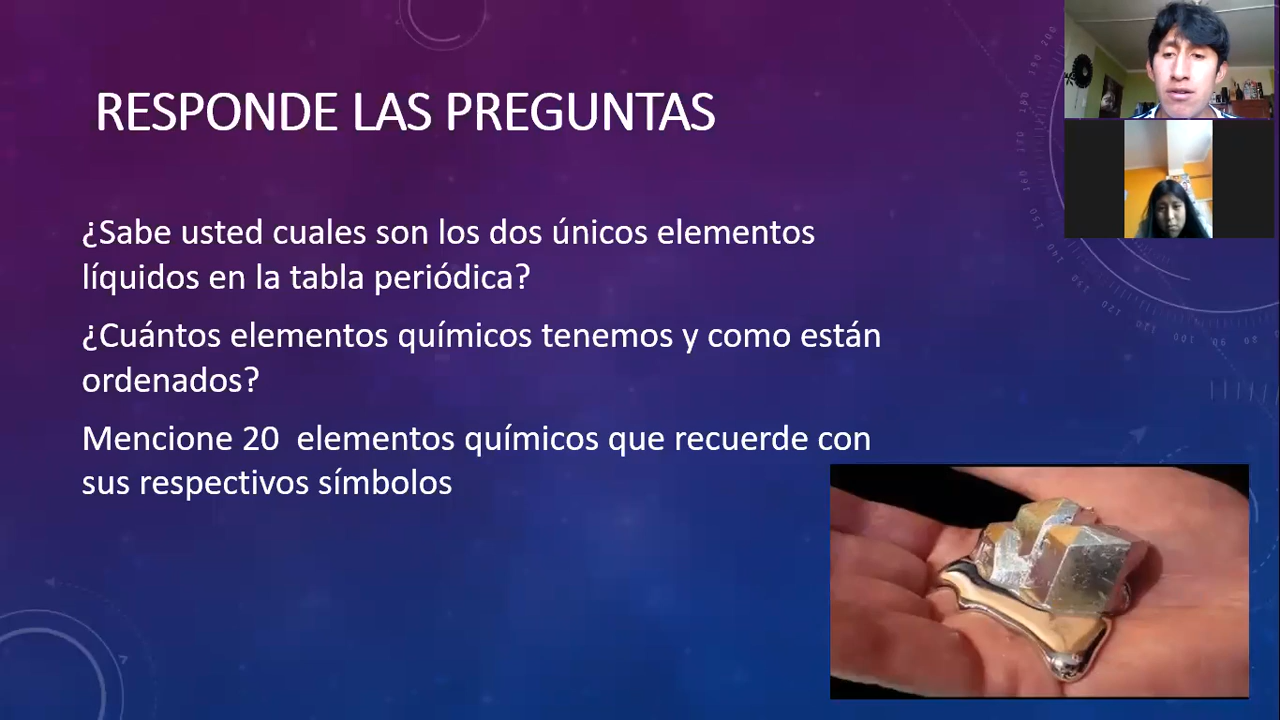 RESPONDE LAS PREGUNTAS
¿Sabe usted cuales son los dos únicos elementos
líquidos en la tabla periódica?
¿Cuántos elementos químicos tenemos y como están
ordenados?
Mencione 20 elementos químicos que recuerde con
sus respectivos símbolos